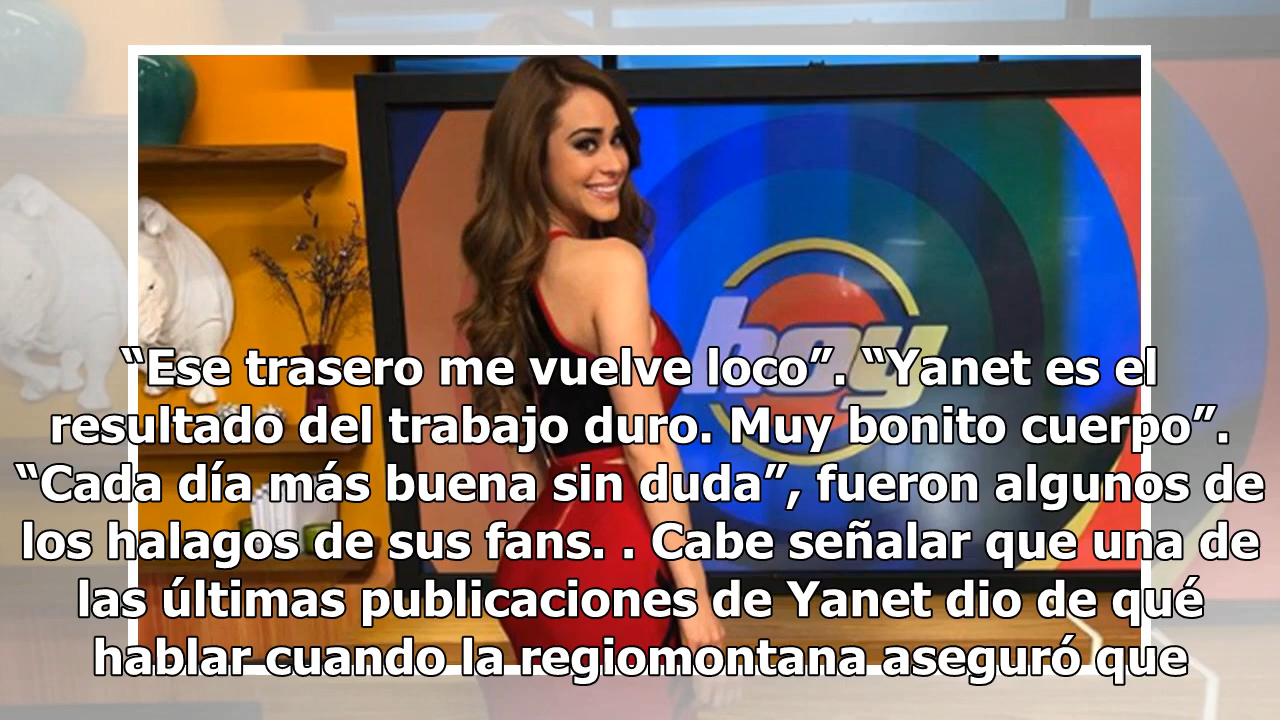 hoy
“Ese trasero me vuelve loco”. “Yanet es el
resultado del trabajo duro. Muy bonito cuerpo”.
“Cada día más buena sin duda”, fueron algunos de
los halagos de sus fans. . Cabe señalar que una de
las últimas publicaciones de Yanet dio de qué
hablar cuando la regiomontana aseguró que